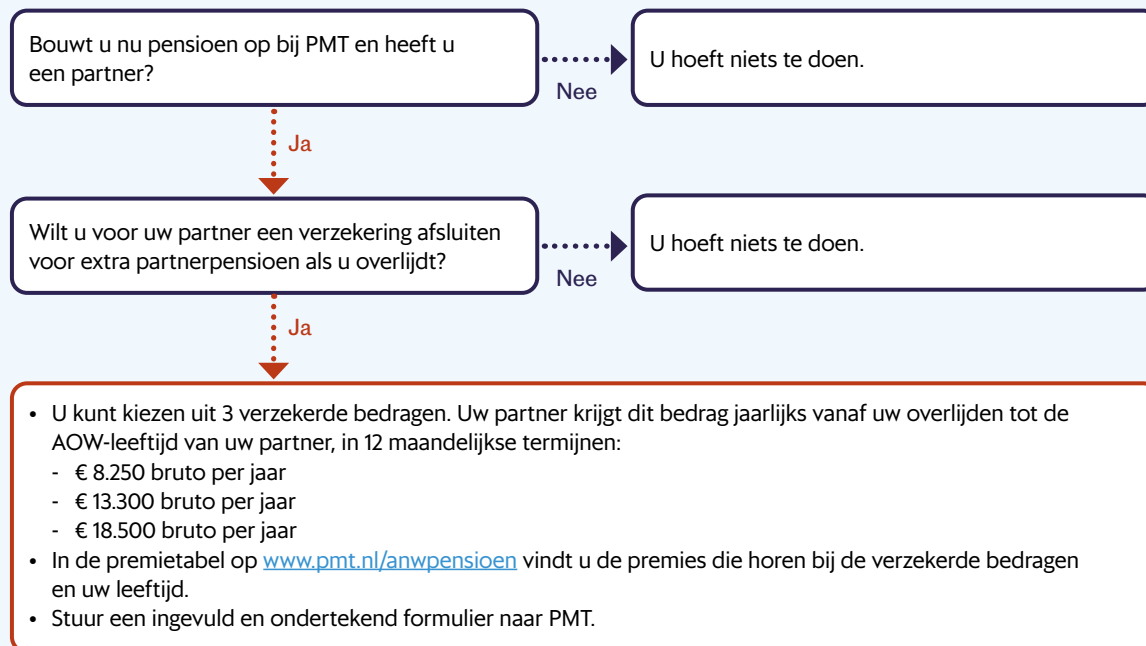 Bouwt u nu pensioen op bij PMT en heeft u
een partner?
Nee
U hoeft niets te doen.
Ja
Wilt u voor uw partner een verzekering afsluiten
voor extra partnerpensioen als u overlijdt?
Nee
U hoeft niets te doen.
Ja
• U kunt kiezen uit 3 verzekerde bedragen. Uw partner krijgt dit bedrag jaarlijks vanaf uw overlijden tot de
AOW-leeftijd van uw partner, in 12 maandelijkse termijnen:
- € 8.250 bruto per jaar
- € 13.300 bruto per jaar
- € 18.500 bruto per jaar
• In de premietabel op www.pmt.nl/anwpensioen vindt u de premies die horen bij de verzekerde bedragen
en uw leeftijd.
• Stuur een ingevuld en ondertekend formulier naar PMT.